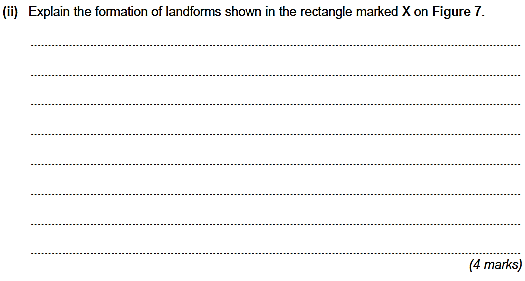 (ii) Explain the formation of landforms shown in the rectangle marked X on Figure 7.
(4 marks)